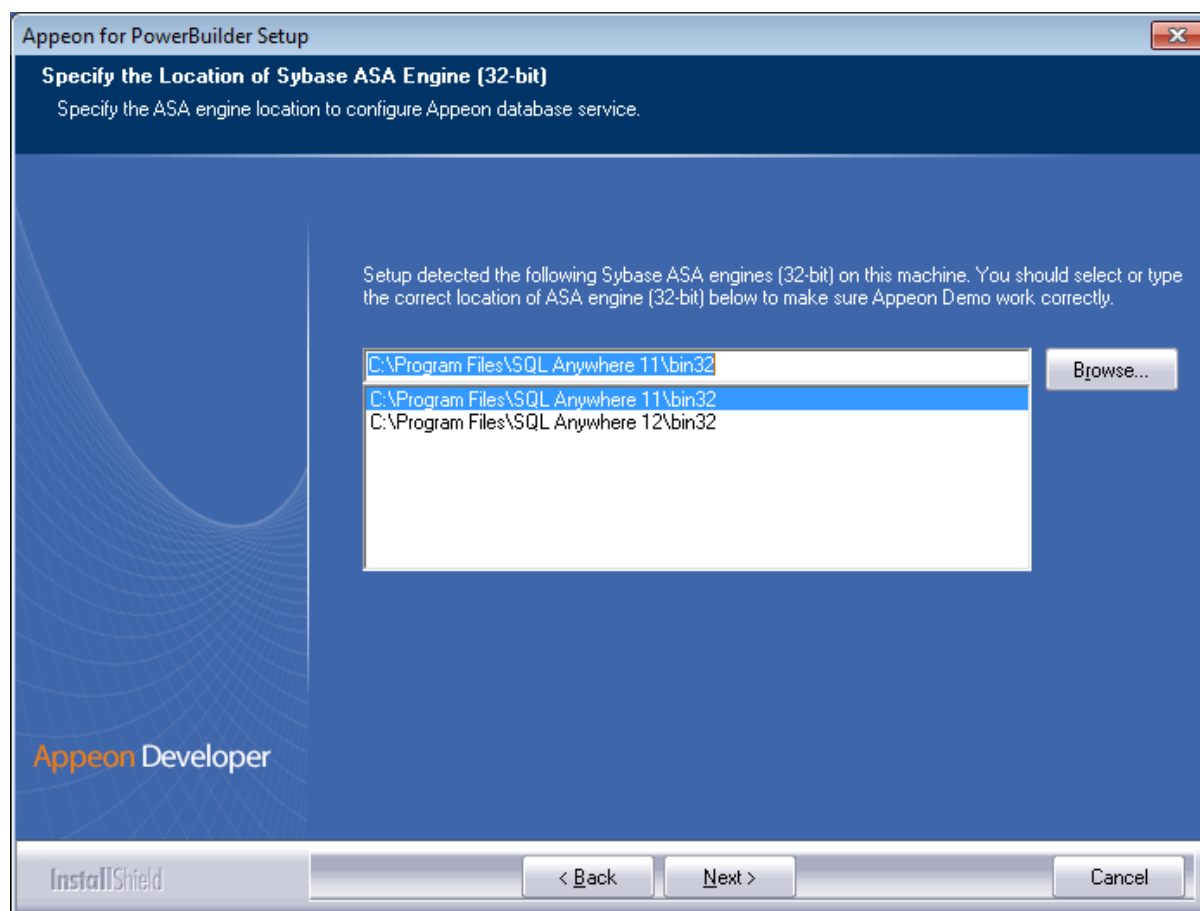 Appeon for PowerBuilder Setup
Specify the Location of Sybase ASA Engine (32-bit)
Specify the ASA engine location to configure Appeon database service.
Setup detected the following Sybase ASA engines (32-bit) on this machine. You should select or type
the correct location of ASA engine (32-bit) below to make sure Appeon Demo work correctly.
C:\Program Files\SQL Anywhere 11\bin32
Browse...
C:\Program Files\SQL Anywhere 11\bin32
C:\Program Files\SQL Anywhere 12\bin32
Appeon Developer
InstallShield
< Back
Next >
Cancel